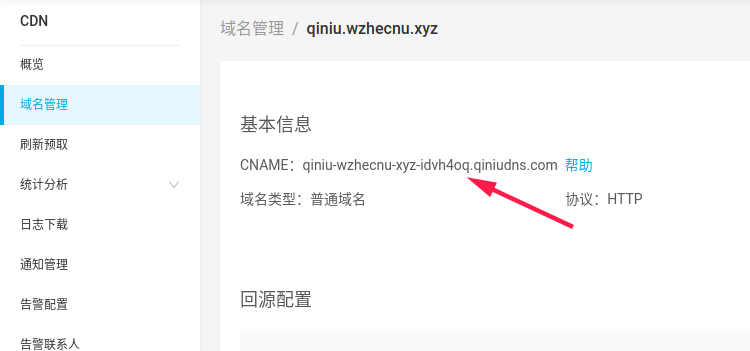 CDN
概览
域名管理
刷新预取
统计分析
日志下载
通知管理
告警配置
告警联系人
域名管理 / qiniu.wzhecnu.xyz
基本信息
CNAME：qiniu-wzhecnu-xyz-idvh4oq.qiniudns.com 帮助
域名类型：普通域名 协议：HTTP
回源配置